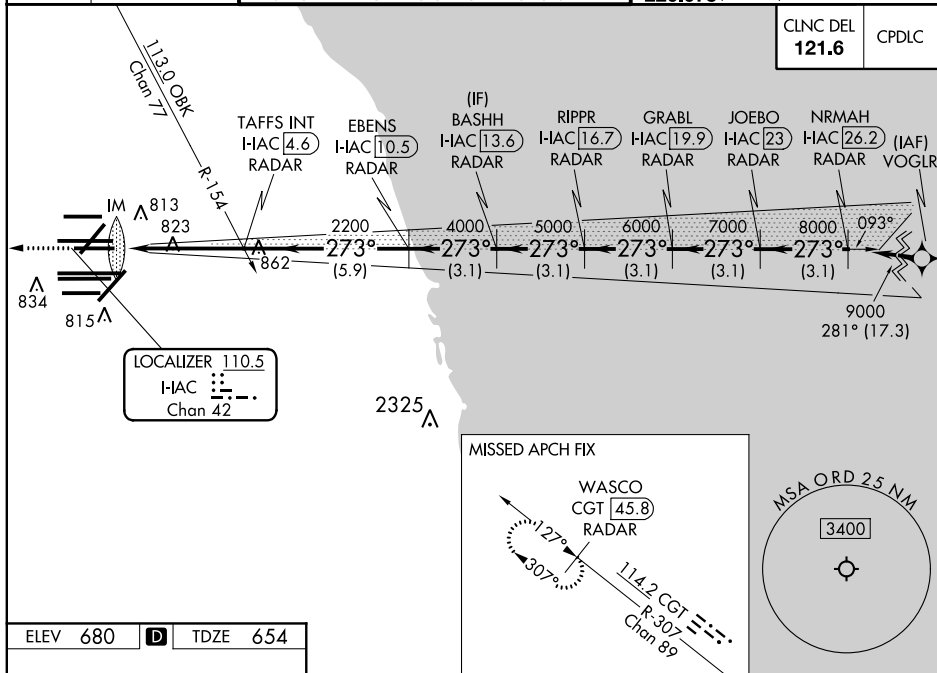 CLNC DEL
121.6
CPDLC
113.0 OBK
Chan 77
R-154
TAFFS INT
I-IAC 4.6
RADAR
EBENS
I-IAC 10.5
RADAR
(IF)
BASHH
I-IAC 13.6
RADAR
RIPPR
I-IAC 16.7
RADAR
GRABL
I-IAC 19.9
RADAR
JOEBO
I-IAC 23
RADAR
NRMAH
I-IAC 26.2
RADAR
(IAF)
VOGLR
IM
813
823
862
834
815
2200
273°
(5.9)
4000
273°
(3.1)
5000
273°
(3.1)
6000
273°
(3.1)
7000
273°
(3.1)
8000
273°
(3.1)
093°
9000
281° (17.3)
LOCALIZER 110.5
I-IAC
Chan 42
2325
MISSED APCH FIX
WASCO
CGT 45.8
RADAR
127°
307°
114.2 CGT
R-307
Chan 89
MSA ORD 25 NM
3400
ELEV 680 D TDZE 654